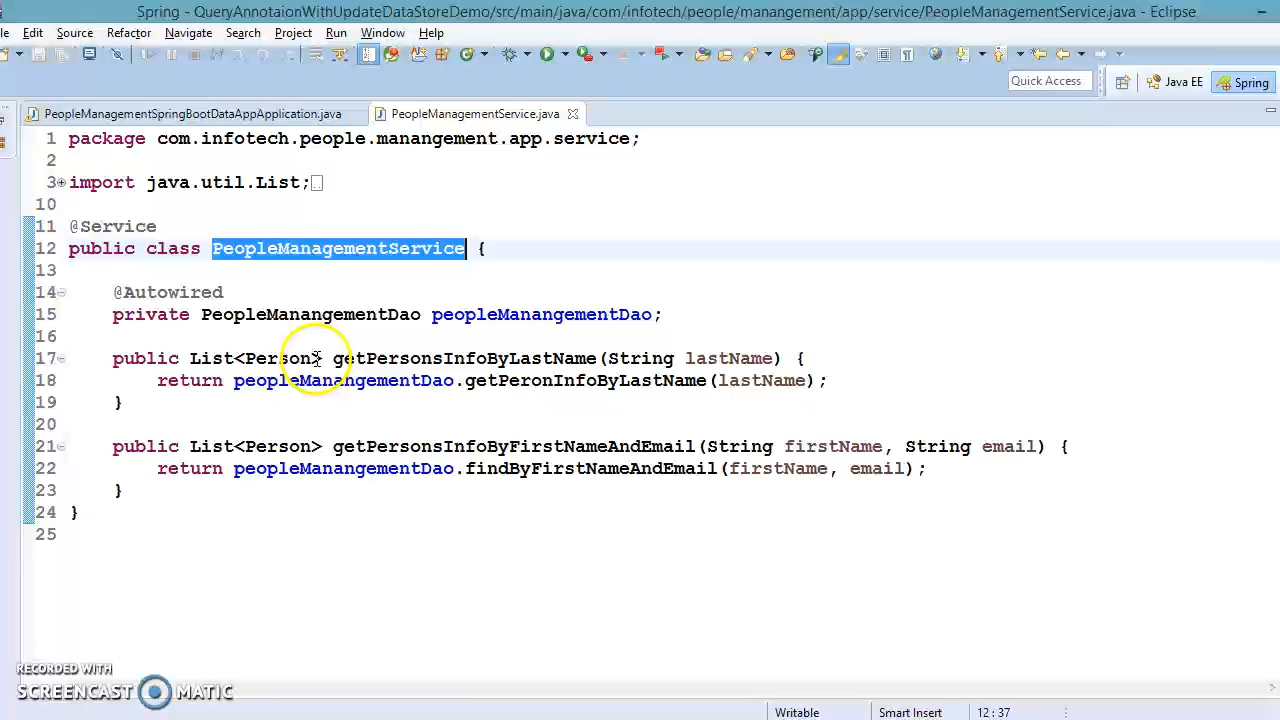 Spring - QueryAnnotaionWithUpdateDataStoreDemo/src/main/java/com/infotech/people/manangement/app/service/PeopleManagementService.java - Eclipse
le Edit Source Refactor Navigate Search Project Run Window Help
Quick Access Java EE Spring
PeopleManagementSpringBootDataAppApplication.java PeopleManagementService.java
1 package com.infotech.people.manangement.app.service;
2
3 import java.util.List;
10
11 @Service
12 public class PeopleManagementService {
13
14 @Autowired
15 private PeopleManangementDao peopleManangementDao;
16
17 public List<Person> getPersonsInfoByLastName(String lastName) {
18 return peopleManangementDao.getPeronInfoByLastName(lastName);
19 }
20
21 public List<Person> getPersonsInfoByFirstNameAndEmail(String firstName, String email) {
22 return peopleManangementDao.findByFirstNameAndEmail(firstName, email);
23 }
24 }
25
RECORDED WITH
SCREENCAST MATIC
Writable Smart Insert 12:37